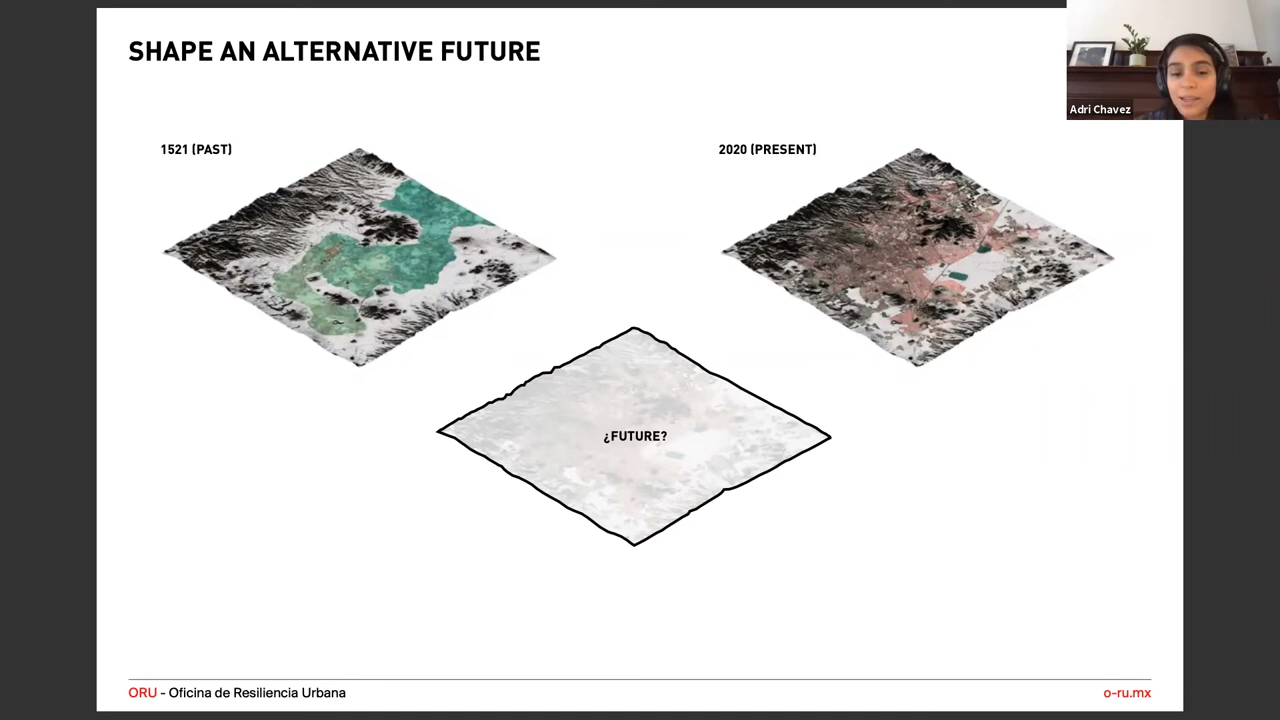 SHAPE AN ALTERNATIVE FUTURE
Adri Chavez
1521 (PAST)
2020 (PRESENT)
¿FUTURE?
ORU - Oficina de Resiliencia Urbana
o-ru.mx